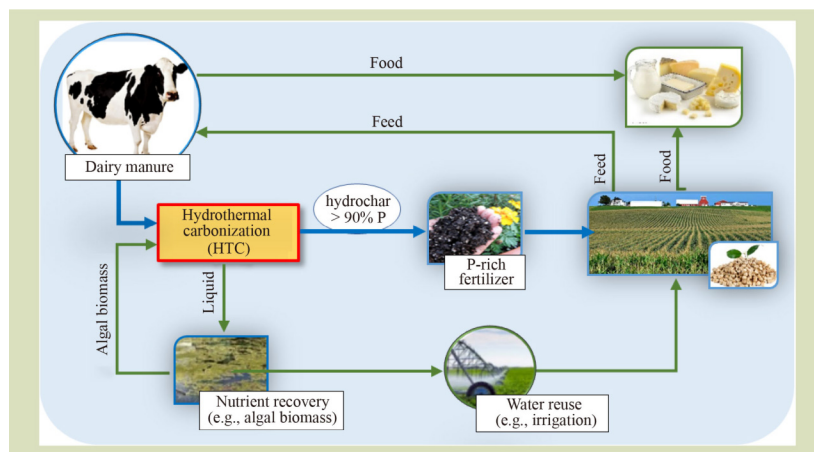 Food
Feed
Dairy manure
Feed
Food
Hydrothermal
carbonization
(HTC)
hydrochar
> 90% P
P-rich
fertilizer
Algal biomass
Liquid
Nutrient recovery
(e.g., algal biomass)
Water reuse
(e.g., irrigation)